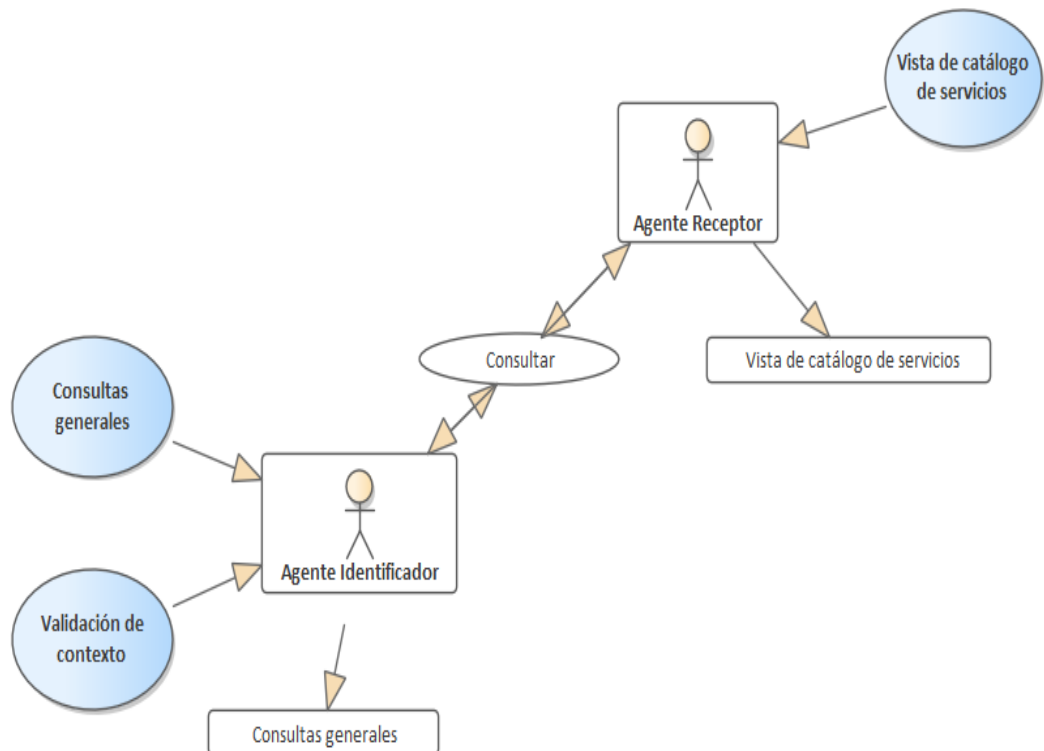 Vista de catálogo
de servicios
Agente Receptor
Consultar
Vista de catálogo de servicios
Consultas
generales
Agente Identificador
Validación de
contexto
Consultas generales